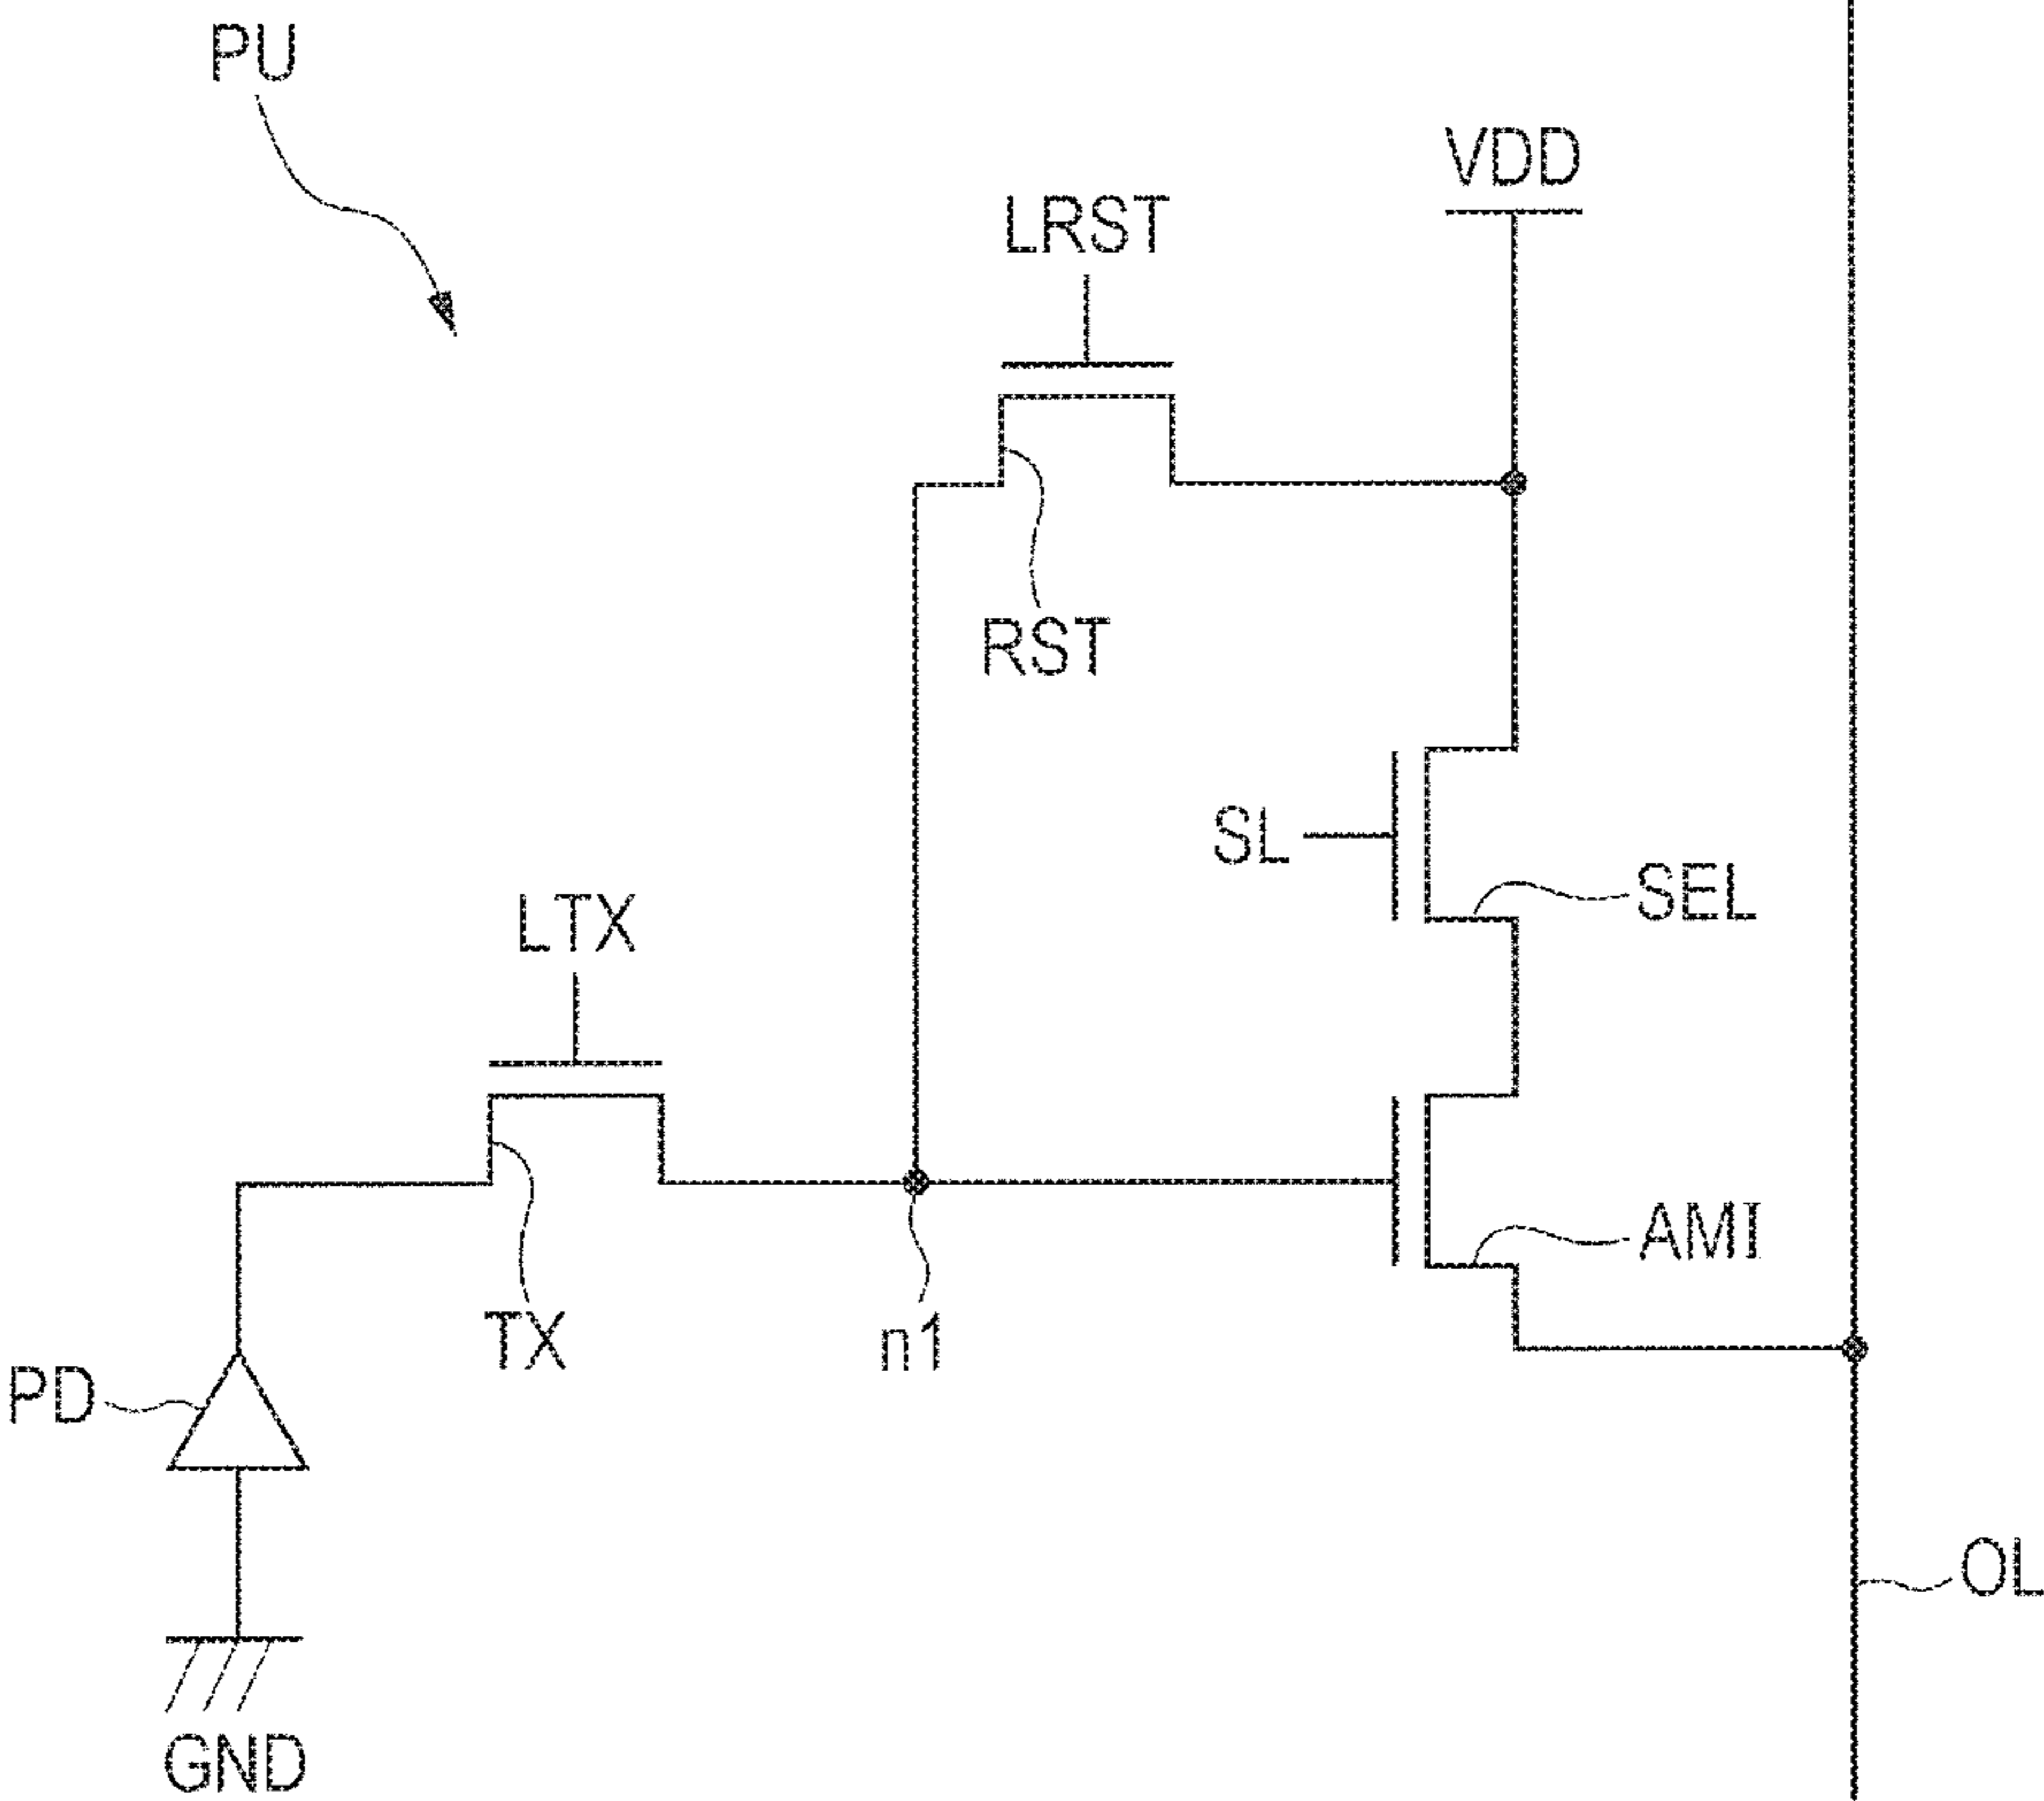 PU
VDD
LRST
RST
SL
SEL
LTX
AMI
TX
n1
PD
OL
GND